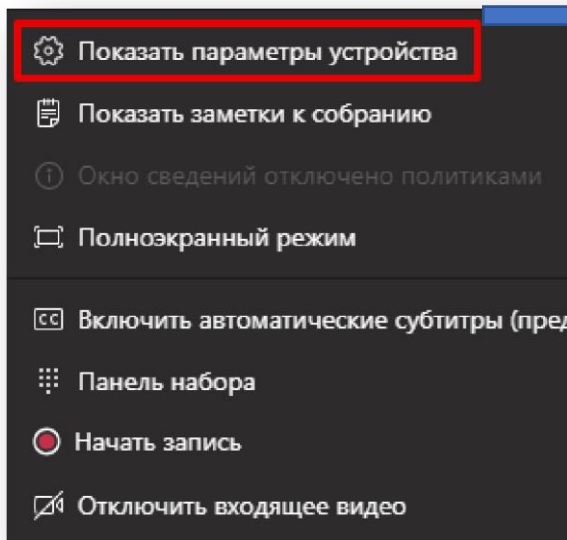 Показать параметры устройства
Показать заметки к собранию
Окно сведений отключено политиками
Полноэкранный режим
CC Включить автоматические субтитры (пред
Панель набора
Начать запись
Отключить входящее видео